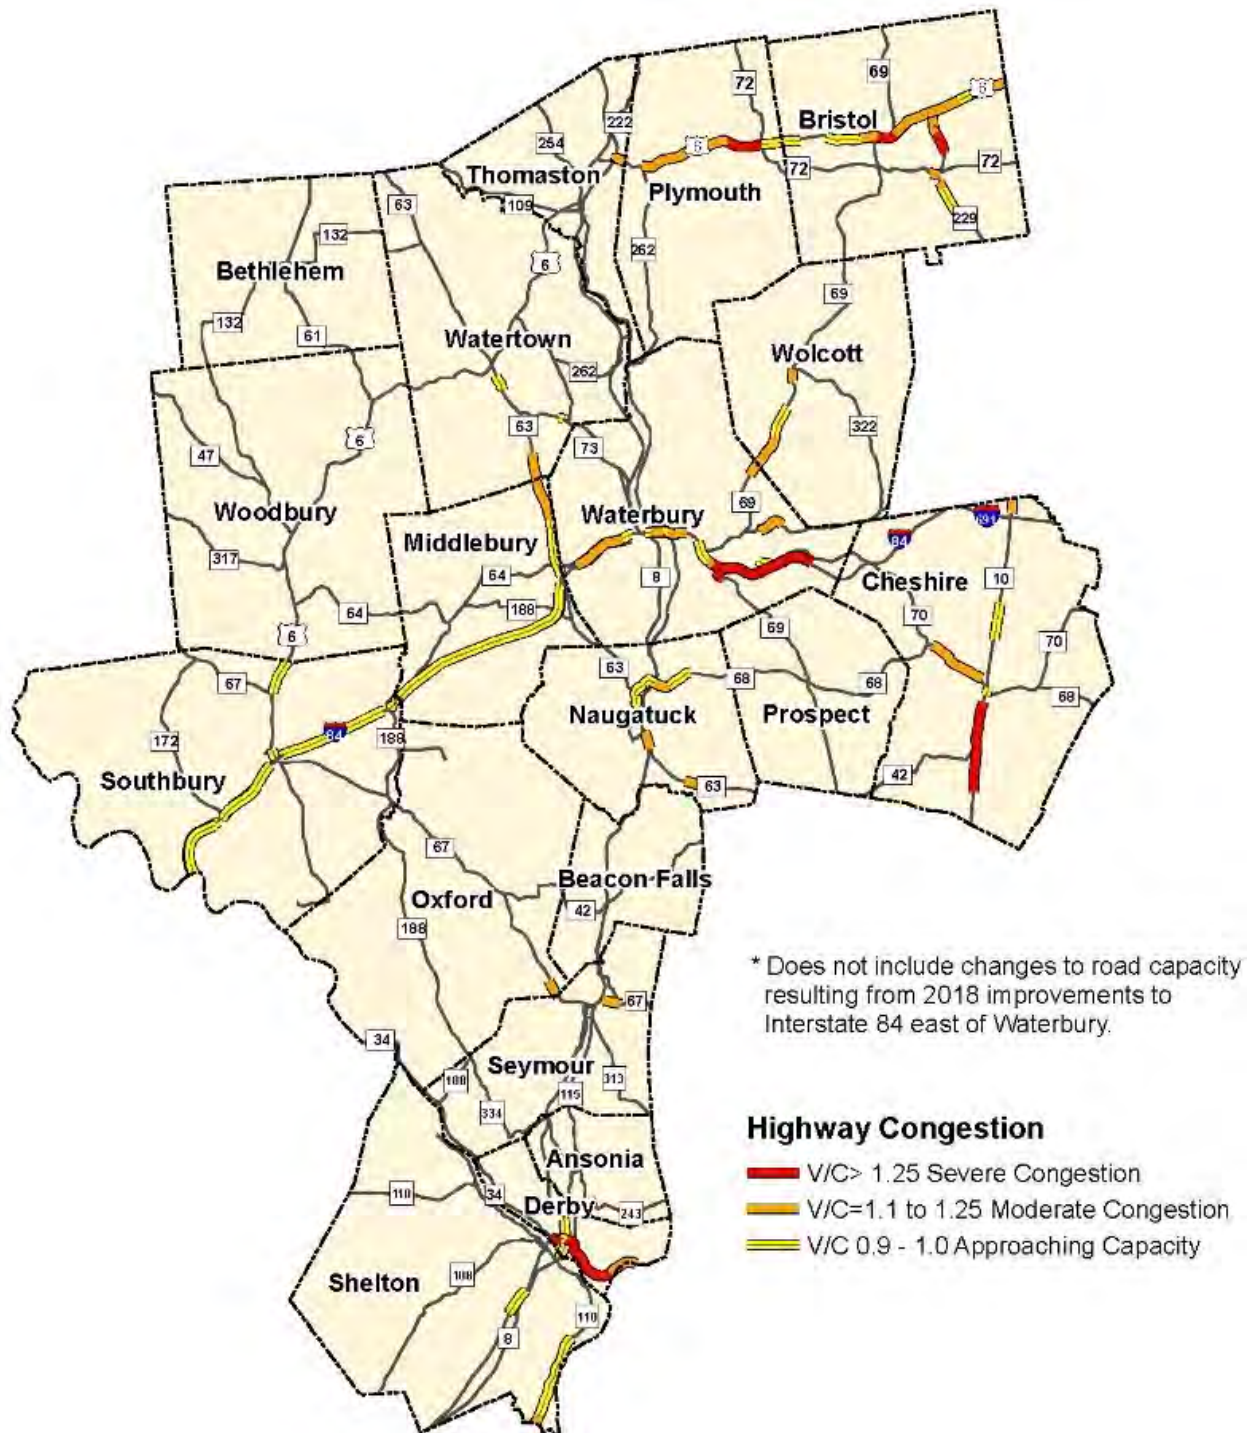 69
72
6
222
Bristol
254
6
72
72
Thomaston
Plymouth
63
109
229
132
262
6
Bethlehem
69
132
61
Watertown
Wolcott
262
63
322
6
73
47
69
Woodbury
Waterbury
691
84
Middlebury
317
64
8
10
Cheshire
64
188
70
69
6
70
63
67
68
68
68
Naugatuck
Prospect
84
188
172
42
Southbury
63
67
Beacon Falls
Oxford
42
188
* Does not include changes to road capacity
resulting from 2018 improvements to
Interstate 84 east of Waterbury.
67
34
Seymour
188
313
115
334
Highway Congestion
Ansonia
V/C> 1.25 Severe Congestion
110
34
Derby
243
V/C=1.1 to 1.25 Moderate Congestion
V/C 0.9 - 1.0 Approaching Capacity
Shelton
108
110
8